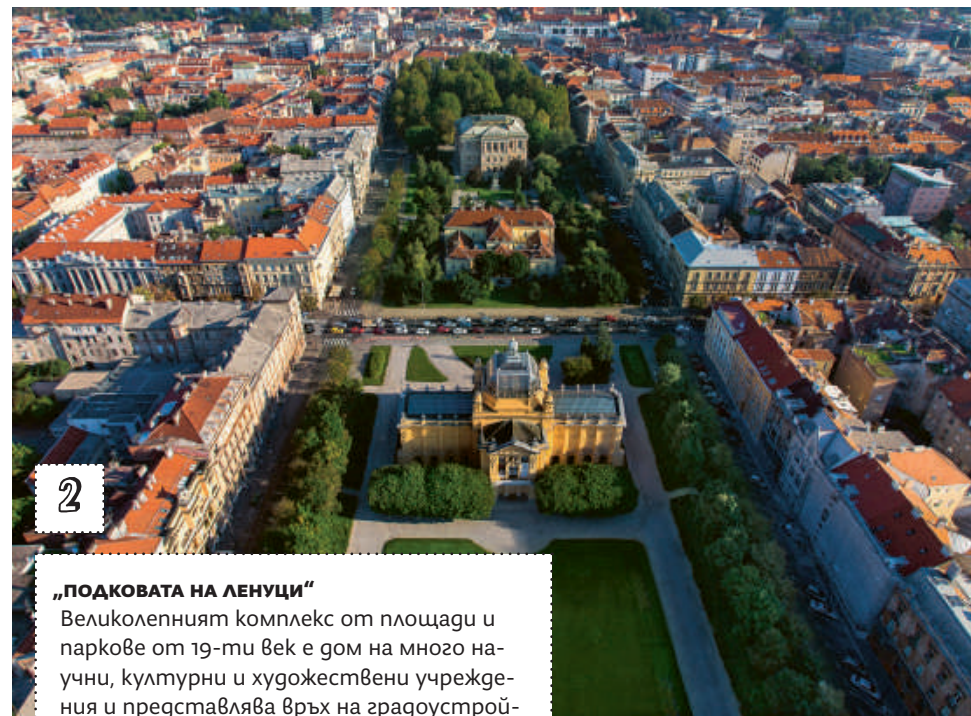 2
„ПОДКОВАТА НА ЛЕНУЦИ“
Великолепният комплекс от площади и
паркове от 19-ти век е дом на много на-
учни, културни и художествени учрежде-
ния и представлява връх на градоустрой-